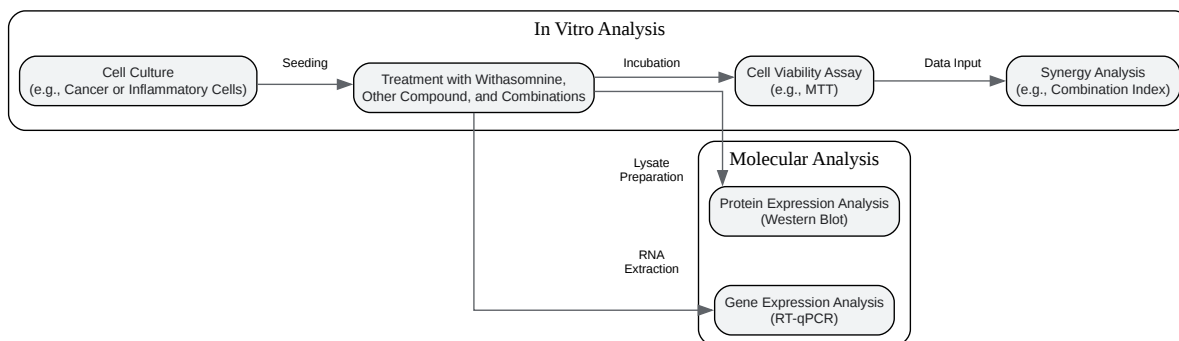 In Vitro Analysis
Cell Culture
(e.g., Cancer or Inflammatory Cells)
Seeding
Treatment with Withasomnine,
Other Compound, and Combinations
Incubation
Cell Viability Assay
(e.g., MTT)
Data Input
Synergy Analysis
(e.g., Combination Index)
Lysate
Preparation
Molecular Analysis
Protein Expression Analysis
(Western Blot)
RNA
Extraction
Gene Expression Analysis
(RT-qPCR)